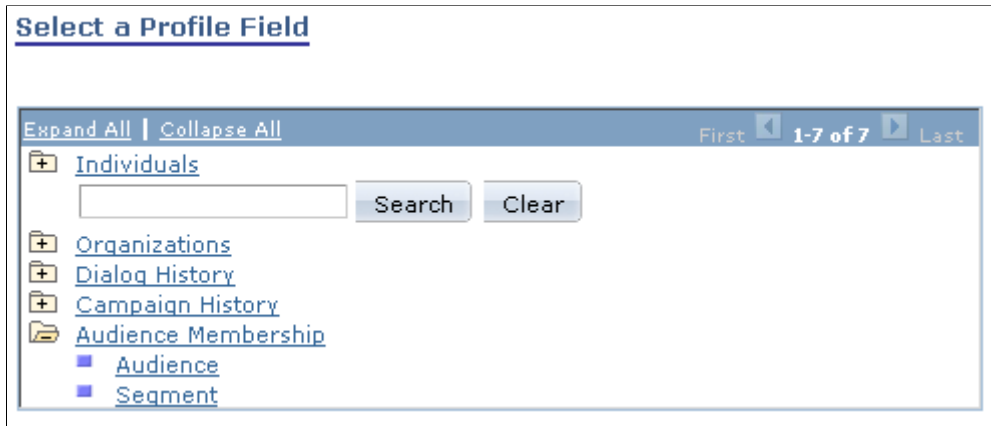 Select a Profile Field
Expand All | Collapse All First 1-7 of 7 Last
Individuals
Search Clear
Organizations
Dialog History
Campaign History
Audience Membership
Audience
Segment